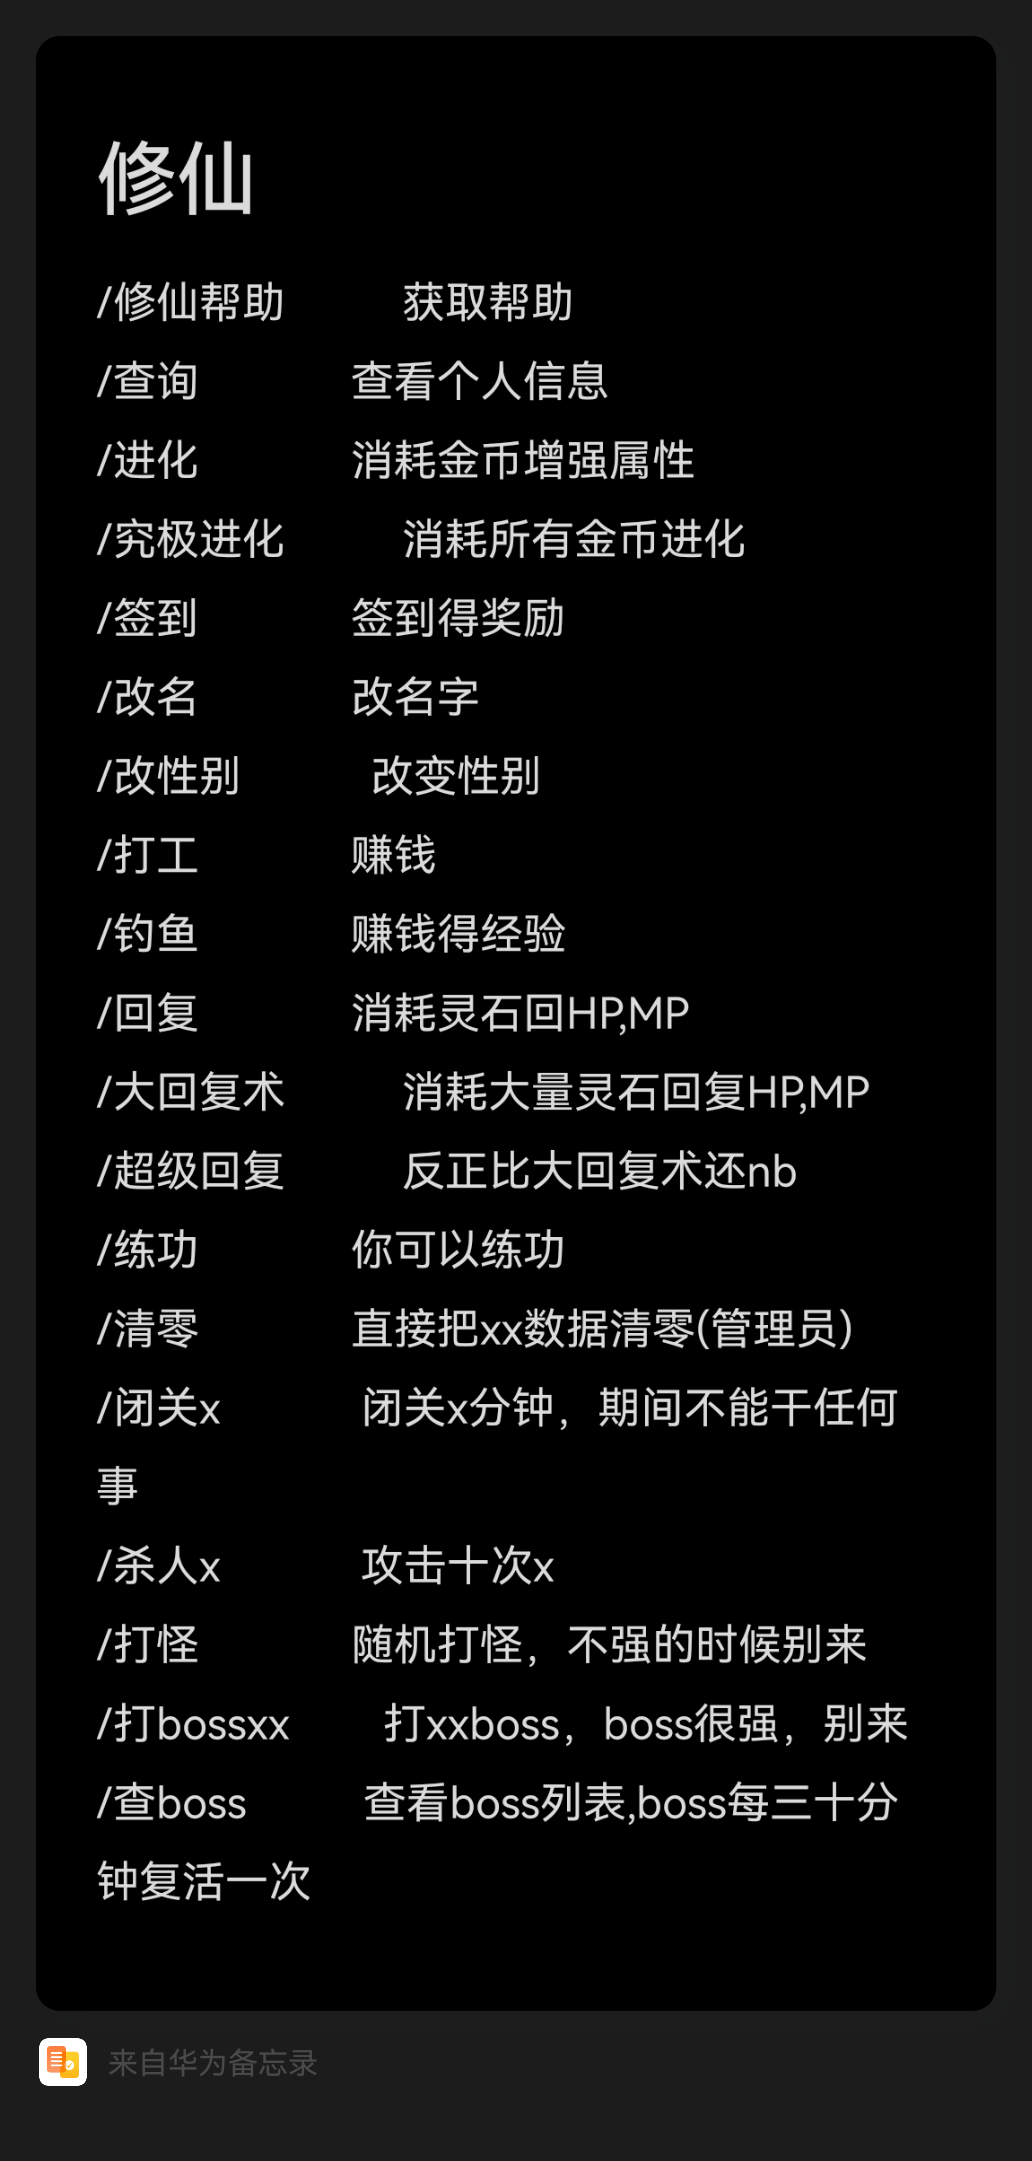 修仙
/修仙帮助 获取帮助
/查询 查看个人信息
/进化 消耗金币增强属性
/究极进化 消耗所有金币进化
/签到 签到得奖励
/改名 改名字
/改性别 改变性别
/打工 赚钱
/钓鱼 赚钱得经验
/回复 消耗灵石回HP,MP
/大回复术 消耗大量灵石回复HP,MP
/超级回复 反正比大回复术还nb
/练功 你可以练功
/清零 直接把xx数据清零(管理员)
/闭关x 闭关x分钟，期间不能干任何
事
/杀人x 攻击十次x
/打怪 随机打怪，不强的时候别来
/打bossxx 打xxboss，boss很强，别来
/查boss 查看boss列表,boss每三十分
钟复活一次
来自华为备忘录